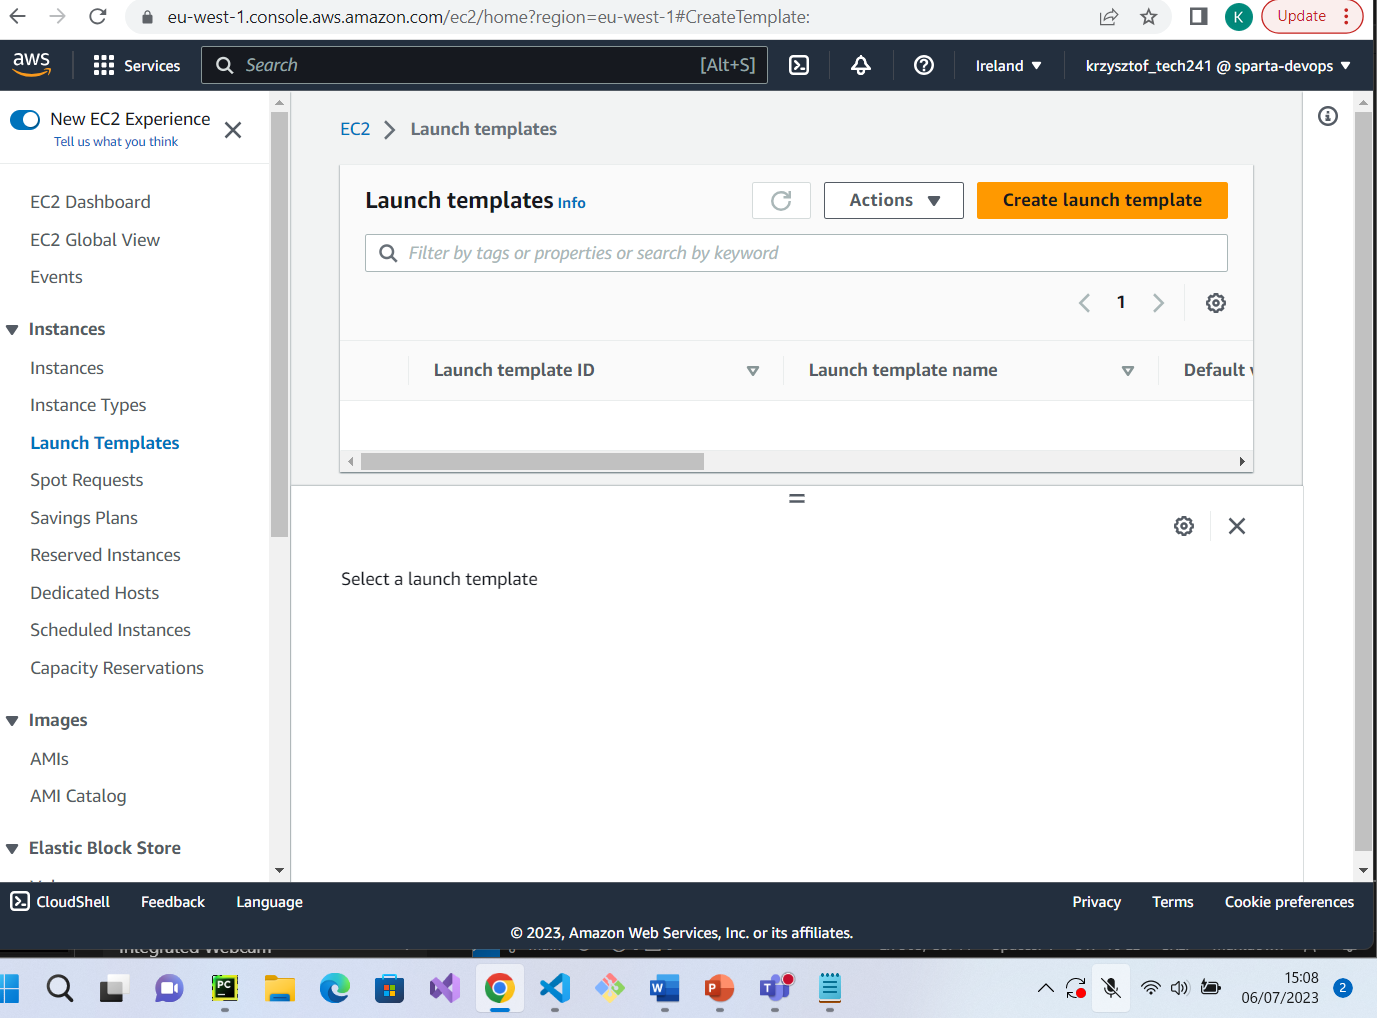 eu-west-1.console.aws.amazon.com/ec2/home?region=eu-west-1#CreateTemplate:
K
Update
aws
Services
Search
[Alt+S]
Ireland
krzysztof_tech241 @ sparta-devops
New EC2 Experience
Tell us what you think
EC2 Dashboard
EC2 Global View
Events
Instances
Instances
Instance Types
Launch Templates
Spot Requests
Savings Plans
Reserved Instances
Dedicated Hosts
Scheduled Instances
Capacity Reservations
Images
AMIs
AMI Catalog
Elastic Block Store
EC2
Launch templates
Launch templates Info
Actions
Create launch template
Filter by tags or properties or search by keyword
1
Launch template ID
Launch template name
Default
Select a launch template
CloudShell
Feedback
Language
Privacy
Terms
Cookie preferences
© 2023, Amazon Web Services, Inc. or its affiliates.
Integrated Webcam
PC
W
P
T
15:08
06/07/2023
2